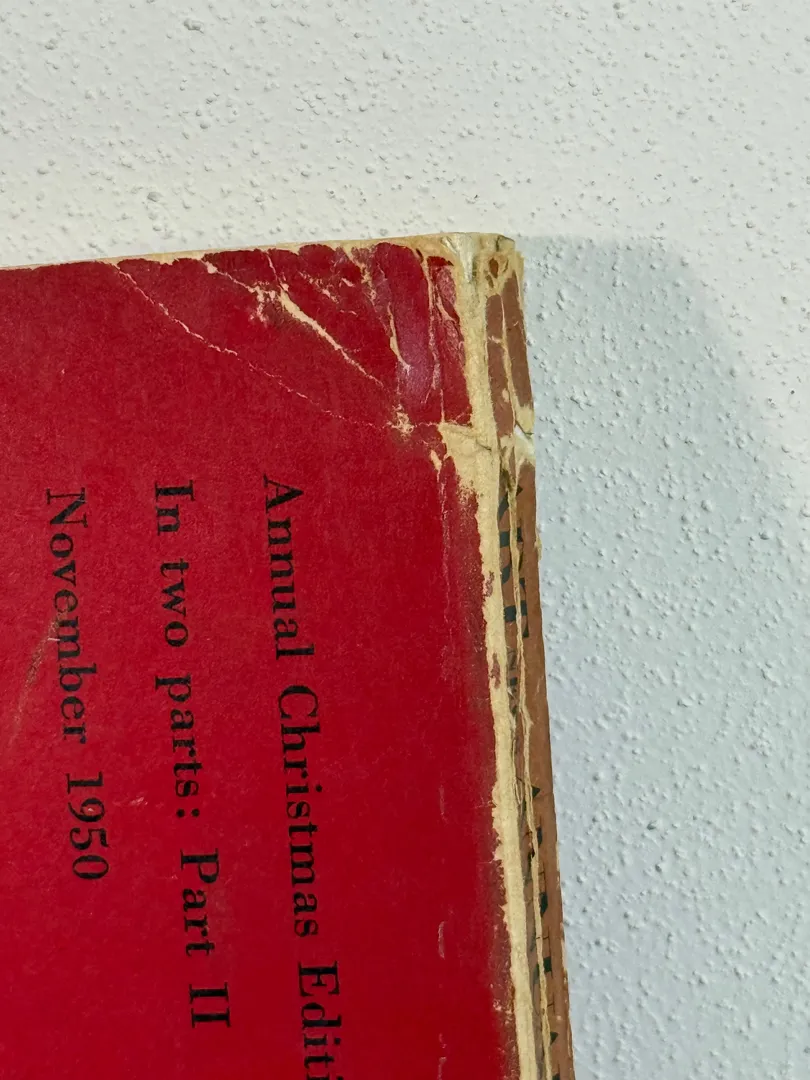 Annual Christmas Editi
In two parts: Part II
November 1950